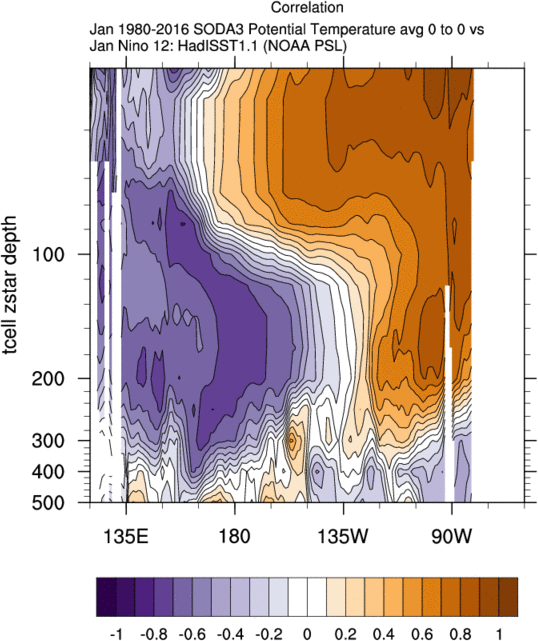 Correlation
Jan 1980-2016 SODA3 Potential Temperature avg 0 to 0 vs
Jan Nino 12: HadISST1.1 (NOAA PSL)
tcell zstar depth
100
200
300
400
500
135E 180 135W 90W
-1 -0.8 -0.6 -0.4 -0.2 0 0.2 0.4 0.6 0.8 1